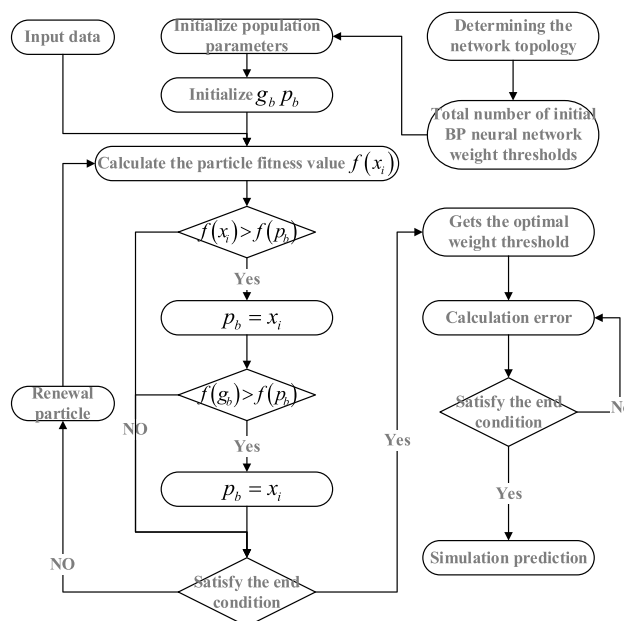 Input data
Initialize population
parameters
Determining the
network topology
Initialize g_b p_b
Total number of initial
BP neural network
weight thresholds
Calculate the particle fitness value f(x_i)
f(x_i)>f(p_b)
Yes
p_b = x_i
f(g_b)>f(p_b)
NO
Yes
p_b = x_i
Renewal
particle
NO
Satisfy the end
condition
Yes
Gets the optimal
weight threshold
Calculation error
Satisfy the end
condition
No
Yes
Simulation prediction